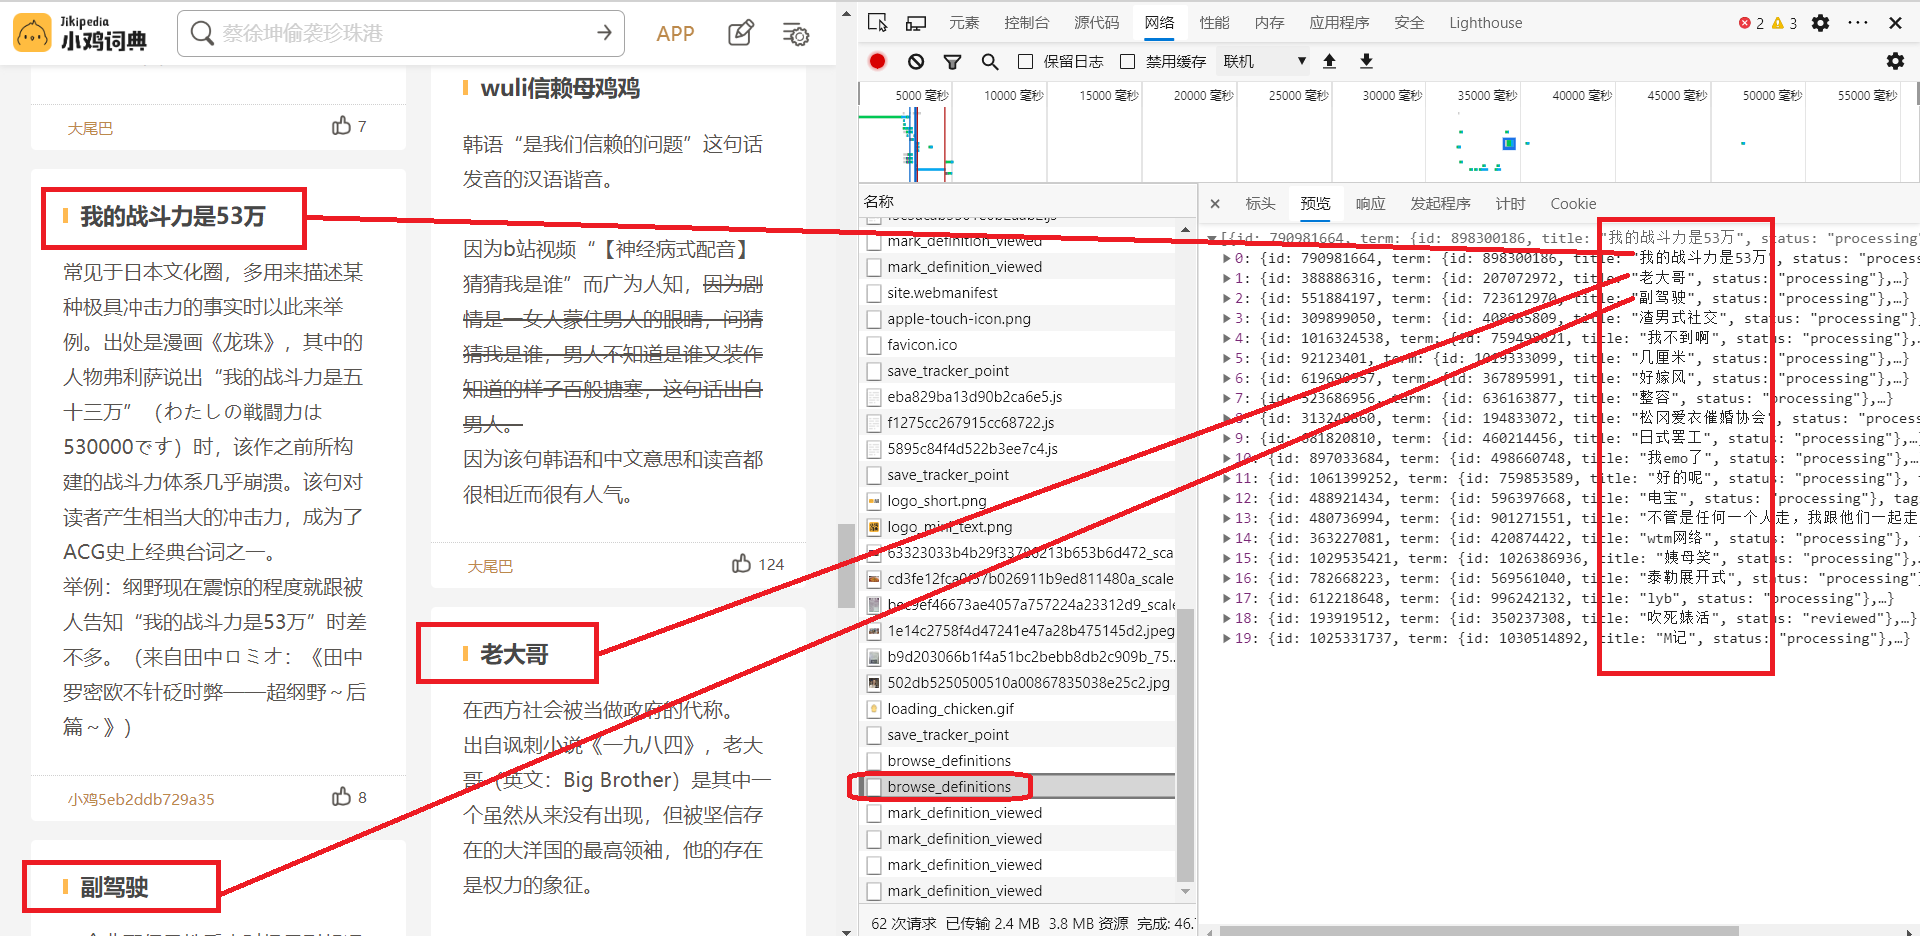 Jikipedia
小鸡词典
蔡徐坤偷袭珍珠港
APP
大尾巴
7
我的战斗力是53万
常见于日本文化圈，多用来描述某
种极具冲击力的事实时以此来举
例。出处是漫画《龙珠》，其中的
人物弗利萨说出“我的战斗力是五
十三万”（わたしの戦闘力は
530000です）时，该作之前所构
建的战斗力体系几乎崩溃。该句对
读者产生相当大的冲击力，成为了
ACG史上经典台词之一。
举例：纲野现在震惊的程度就跟被
人告知“我的战斗力是53万”时差
不多。（来自田中ロミオ：《田中
罗密欧不针砭时弊——超纲野～后
篇～》）
小鸡5eb2ddb729a35
8
副驾驶
wuli信赖母鸡鸡
韩语“是我们信赖的问题”这句话
发音的汉语谐音。
因为b站视频“【神经病式配音】
猜猜我是谁”而广为人知，因为剧
情是一女人蒙住男人的眼睛，问猜
猜我是谁，男人不知道是谁又装作
知道的样子百般搪塞，这句话出自
男人。
因为该句韩语和中文意思和读音都
很相近而很有人气。
大尾巴
124
老大哥
在西方社会被当做政府的代称。
出自讽刺小说《一九八四》，老大
哥（英文：Big Brother）是其中一
个虽然从来没有出现，但被坚信存
在的大洋国的最高领袖，他的存在
是权力的象征。
元素 控制台 源代码 网络 性能 内存 应用程序 安全 Lighthouse 2 3
保留日志 禁用缓存 联机
5000 毫秒 10000 毫秒 15000 毫秒 20000 毫秒 25000 毫秒 30000 毫秒 35000 毫秒 40000 毫秒 45000 毫秒 50000 毫秒 55000 毫秒
名称
mark_definition_viewed
mark_definition_viewed
site.webmanifest
apple-touch-icon.png
favicon.ico
save_tracker_point
eba829ba13d90b2ca6e5.js
f1275cc267915cc68722.js
5895c84f4d522b3ee7c4.js
save_tracker_point
logo_short.png
logo_mini_text.png
63323033b4b29f33790213b653b6d472_sca
cd3fe12fca0f57b026911b9ed811480a_scale
bec9ef46673ae4057a757224a23312d9_scale
1e14c2758f4d47241e47a28b475145d2.jpeg
b9d203066b1f4a51bc2bebb8db2c909b_75...
502db5250500510a00867835038e25c2.jpg
loading_chicken.gif
save_tracker_point
browse_definitions
browse_definitions
mark_definition_viewed
mark_definition_viewed
mark_definition_viewed
mark_definition_viewed
62 次请求 已传输 2.4 MB 3.8 MB 资源 完成: 46.
标头 预览 响应 发起程序 计时 Cookie
[{id: 790981664, term: {id: 898300186, title: "我的战斗力是53万", status: "processing"
0: {id: 790981664, term: {id: 898300186, title: "我的战斗力是53万", status: "process
1: {id: 388886316, term: {id: 207072972, title: "老大哥", status: "processing"},…}
2: {id: 551884197, term: {id: 723612970, title: "副驾驶", status: "processing"},…}
3: {id: 309899050, term: {id: 408885809, title: "渣男式社交", status: "processing"}
4: {id: 1016324538, term: {id: 759498821, title: "我不到啊", status: "processing"},
5: {id: 92123401, term: {id: 1019333099, title: "几厘米", status: "processing"},…}
6: {id: 619690957, term: {id: 367895991, title: "好嫁风", status: "processing"},…}
7: {id: 523686956, term: {id: 636163877, title: "整容", status: "processing"},…}
8: {id: 313248860, term: {id: 194833072, title: "松冈爱衣催婚协会", status: "process
9: {id: 881820810, term: {id: 460214456, title: "日式罢工", status: "processing"},…
10: {id: 897033684, term: {id: 498660748, title: "我emo了", status: "processing"},…
11: {id: 1061399252, term: {id: 759853589, title: "好的呢", status: "processing"},…
12: {id: 488921434, term: {id: 596397668, title: "电宝", status: "processing"}, tag
13: {id: 480736994, term: {id: 901271551, title: "不管是任何一个人走，我跟他们一起走
14: {id: 363227081, term: {id: 420874422, title: "wtm网络", status: "processing"},
15: {id: 1029535421, term: {id: 1026386936, title: "姨母笑", status: "processing"},
16: {id: 782668223, term: {id: 569561040, title: "泰勒展开式", status: "processing"}
17: {id: 612218648, term: {id: 996242132, title: "lyb", status: "processing"},…}
18: {id: 193919512, term: {id: 350237308, title: "吹死婊活", status: "reviewed"},…}
19: {id: 1025331737, term: {id: 1030514892, title: "M记", status: "processing"},…}